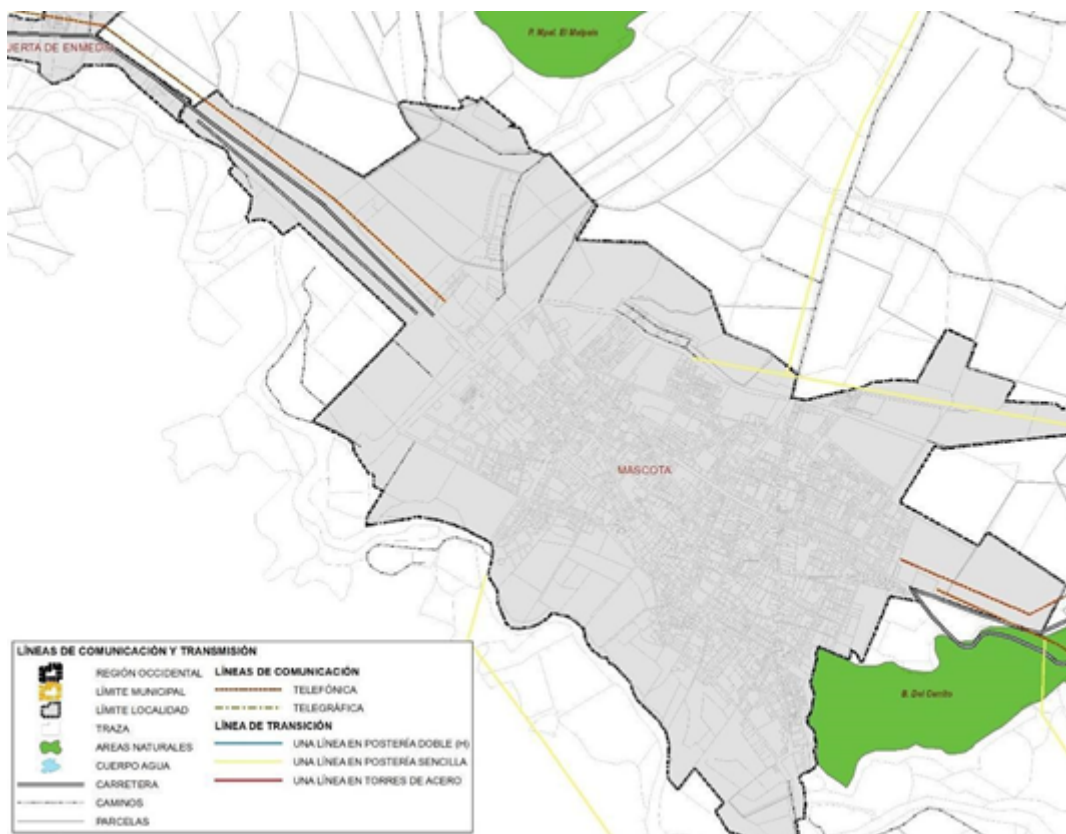 P. Mpal. El Malpais
UERTA DE ENMEDI
MASCOTA
B. Del Cerrito
LÍNEAS DE COMUNICACIÓN Y TRANSMISIÓN
REGIÓN OCCIDENTAL
LÍMITE MUNICIPAL
LÍMITE LOCALIDAD
TRAZA
AREAS NATURALES
CUERPO AGUA
CARRETERA
CAMINOS
PARCELAS
LÍNEAS DE COMUNICACIÓN
TELEFÓNICA
TELEGRÁFICA
LÍNEA DE TRANSICIÓN
UNA LÍNEA EN POSTERÍA DOBLE (H)
UNA LÍNEA EN POSTERÍA SENCILLA
UNA LÍNEA EN TORRES DE ACERO